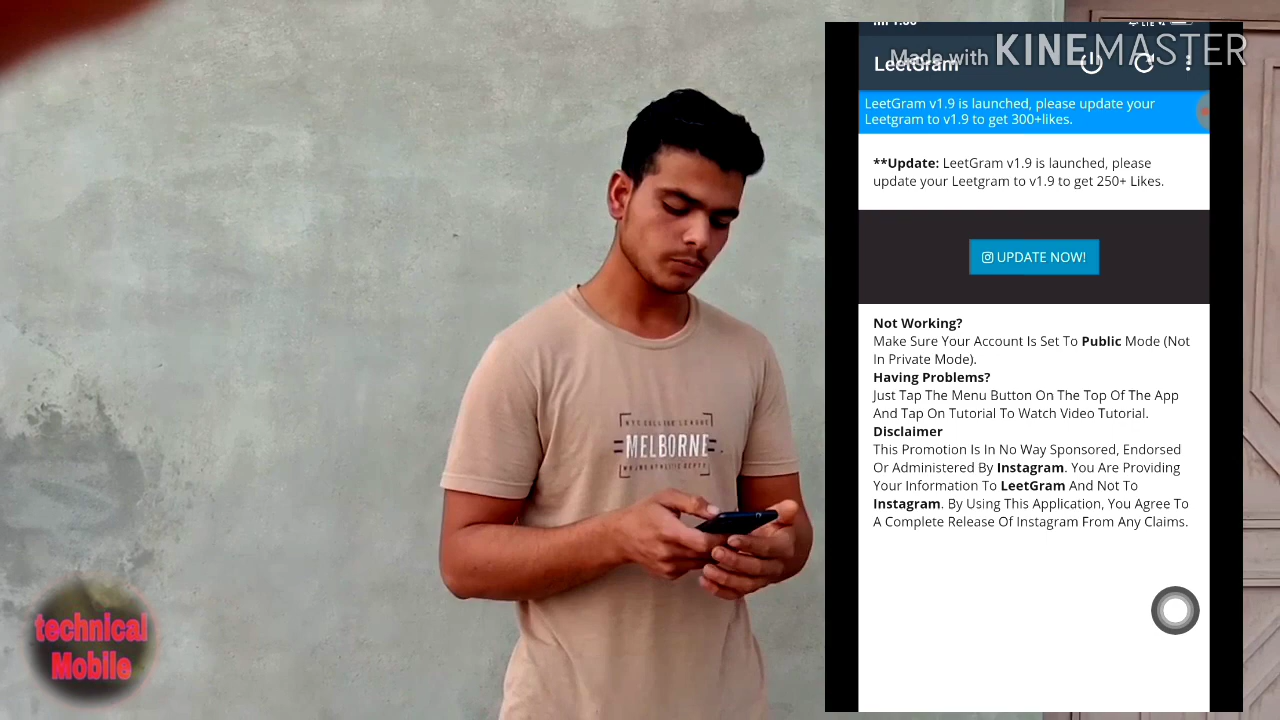 Made with KINEMASTER
LeetGram
LeetGram v1.9 is launched, please update your
Leetgram to v1.9 to get 300+likes.
**Update: LeetGram v1.9 is launched, please
update your Leetgram to v1.9 to get 250+ Likes.
UPDATE NOW!
Not Working?
Make Sure Your Account Is Set To Public Mode (Not
In Private Mode).
Having Problems?
Just Tap The Menu Button On The Top Of The App
And Tap On Tutorial To Watch Video Tutorial.
Disclaimer
This Promotion Is In No Way Sponsored, Endorsed
Or Administered By Instagram. You Are Providing
Your Information To LeetGram And Not To
Instagram. By Using This Application, You Agree To
A Complete Release Of Instagram From Any Claims.
MELBORNE
technical
Mobile